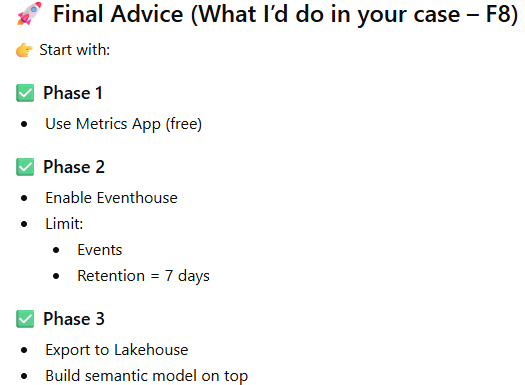 🚀 Final Advice (What I’d do in your case – F8)
👉 Start with:
✅ Phase 1
• Use Metrics App (free)
✅ Phase 2
• Enable Eventhouse
• Limit:
• Events
• Retention = 7 days
✅ Phase 3
• Export to Lakehouse
• Build semantic model on top